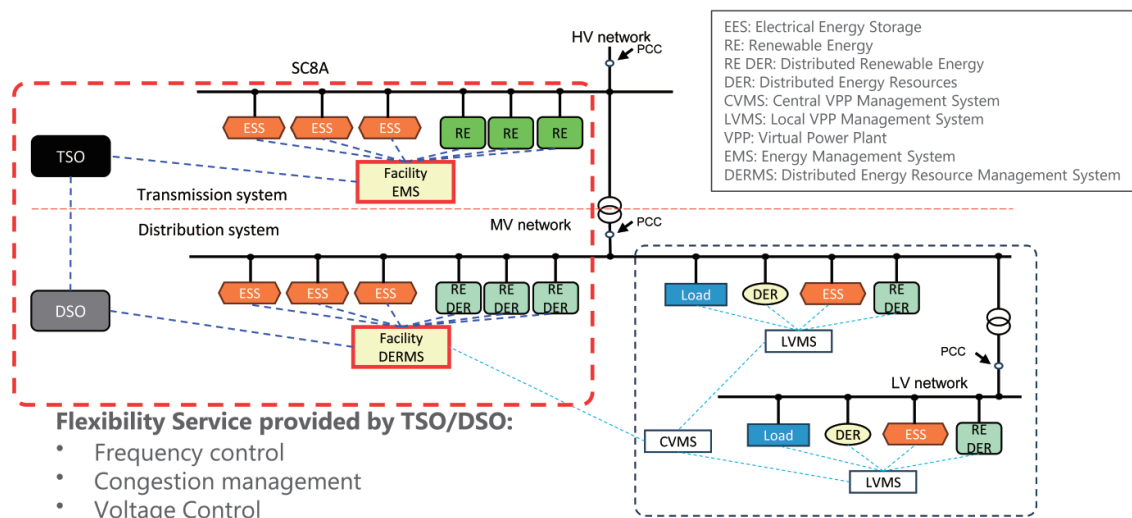 HV network
PCC
SC8A
EES: Electrical Energy Storage
RE: Renewable Energy
RE DER: Distributed Renewable Energy
DER: Distributed Energy Resources
CVMS: Central VPP Management System
LVMS: Local VPP Management System
VPP: Virtual Power Plant
EMS: Energy Management System
DERMS: Distributed Energy Resource Management System
ESS
ESS
ESS
RE
RE
RE
TSO
Facility
EMS
Transmission system
Distribution system
MV network
PCC
ESS
ESS
ESS
RE
DER
RE
DER
RE
DER
Load
DER
ESS
RE
DER
DSO
Facility
DERMS
LVMS
PCC
LV network
Flexibility Service provided by TSO/DSO:
• Frequency control
• Congestion management
• Voltage Control
CVMS
Load
DER
ESS
RE
DER
LVMS